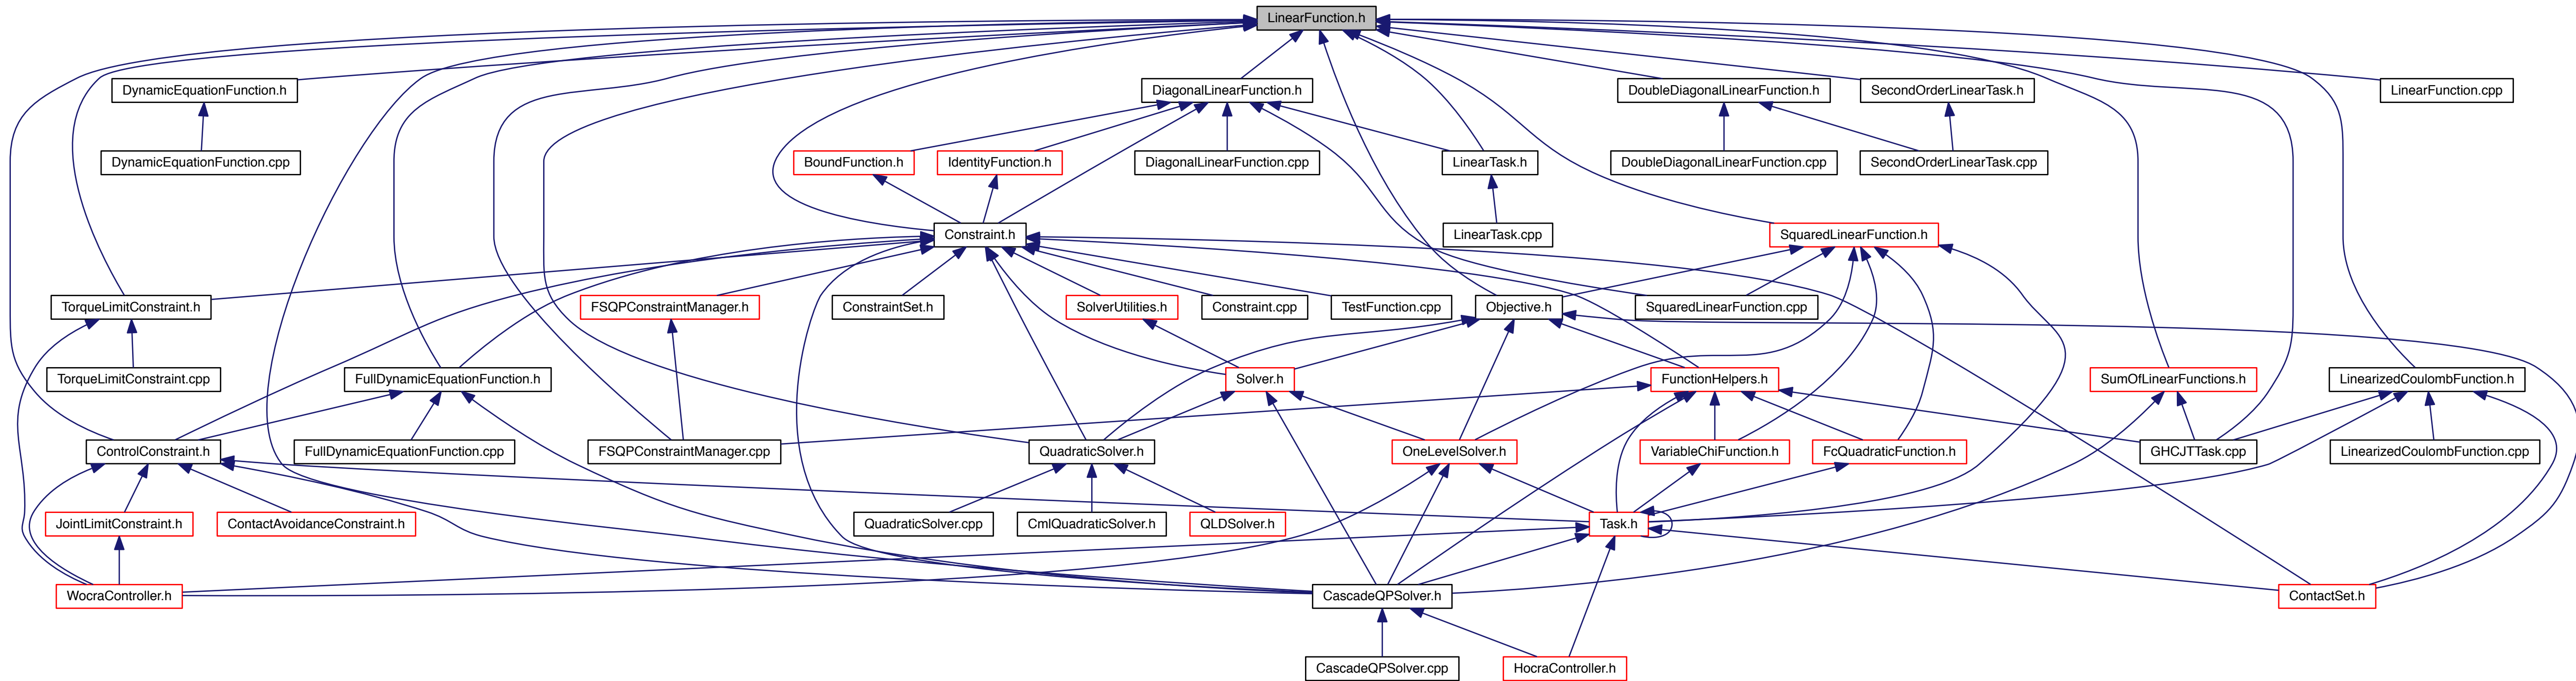 LinearFunction.h
DynamicEquationFunction.h
DiagonalLinearFunction.h
DoubleDiagonalLinearFunction.h
SecondOrderLinearTask.h
LinearFunction.cpp
DynamicEquationFunction.cpp
BoundFunction.h
IdentityFunction.h
DiagonalLinearFunction.cpp
LinearTask.h
DoubleDiagonalLinearFunction.cpp
SecondOrderLinearTask.cpp
Constraint.h
LinearTask.cpp
SquaredLinearFunction.h
TorqueLimitConstraint.h
FSQPConstraintManager.h
ConstraintSet.h
SolverUtilities.h
Constraint.cpp
TestFunction.cpp
Objective.h
SquaredLinearFunction.cpp
TorqueLimitConstraint.cpp
FullDynamicEquationFunction.h
Solver.h
FunctionHelpers.h
SumOfLinearFunctions.h
LinearizedCoulombFunction.h
ControlConstraint.h
FullDynamicEquationFunction.cpp
FSQPConstraintManager.cpp
QuadraticSolver.h
OneLevelSolver.h
VariableChiFunction.h
FcQuadraticFunction.h
GHCJTTask.cpp
LinearizedCoulombFunction.cpp
JointLimitConstraint.h
ContactAvoidanceConstraint.h
QuadraticSolver.cpp
CmlQuadraticSolver.h
QLDSolver.h
Task.h
WocraController.h
CascadeQPSolver.h
ContactSet.h
CascadeQPSolver.cpp
HocraController.h